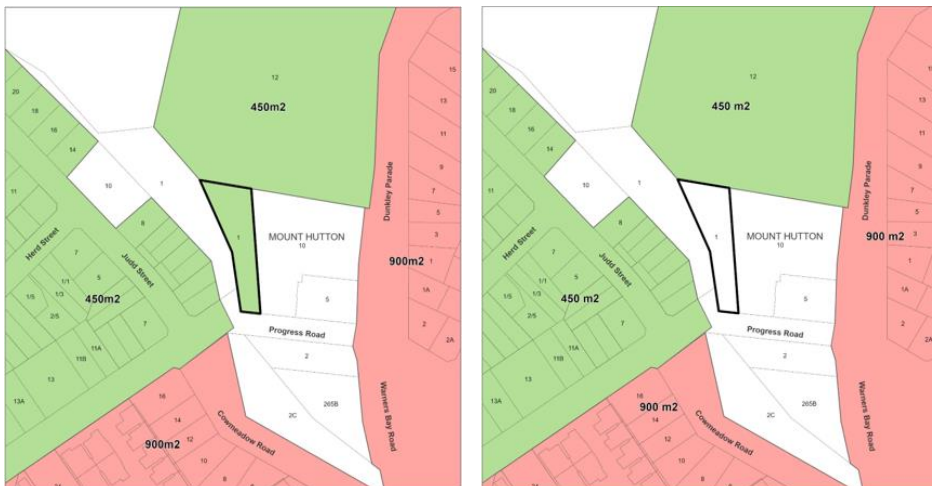 12
450m2
15
13
11
9
7
5
3
1
1A
2
2A
Dunkley Parade
900m2
Warners Bay Road
20
18
16
14
10
1
11
8
Herd Street
7
5
1/1
1/3
1/5
2/5
Judd Street
450m2
7
11A
11B
13
13A
1
MOUNT HUTTON
10
5
Progress Road
2
265B
2C
16
14
12
10
8
6
900m2
Cowmeadow Road
12
450 m2
15
13
11
9
7
5
3
1
1A
2
2A
Dunkley Parade
900 m2
Warners Bay Road
20
18
16
14
10
1
11
8
Herd Street
7
5
1/1
1/3
1/5
2/5
Judd Street
450 m2
7
11A
11B
13
13A
1
MOUNT HUTTON
10
5
Progress Road
2
265B
2C
16
14
12
10
8
6
900 m2
Cowmeadow Road